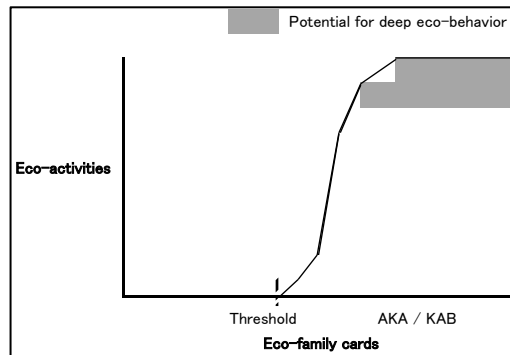 Potential for deep eco-behavior
Eco-activities
Threshold
AKA / KAB
Eco-family cards